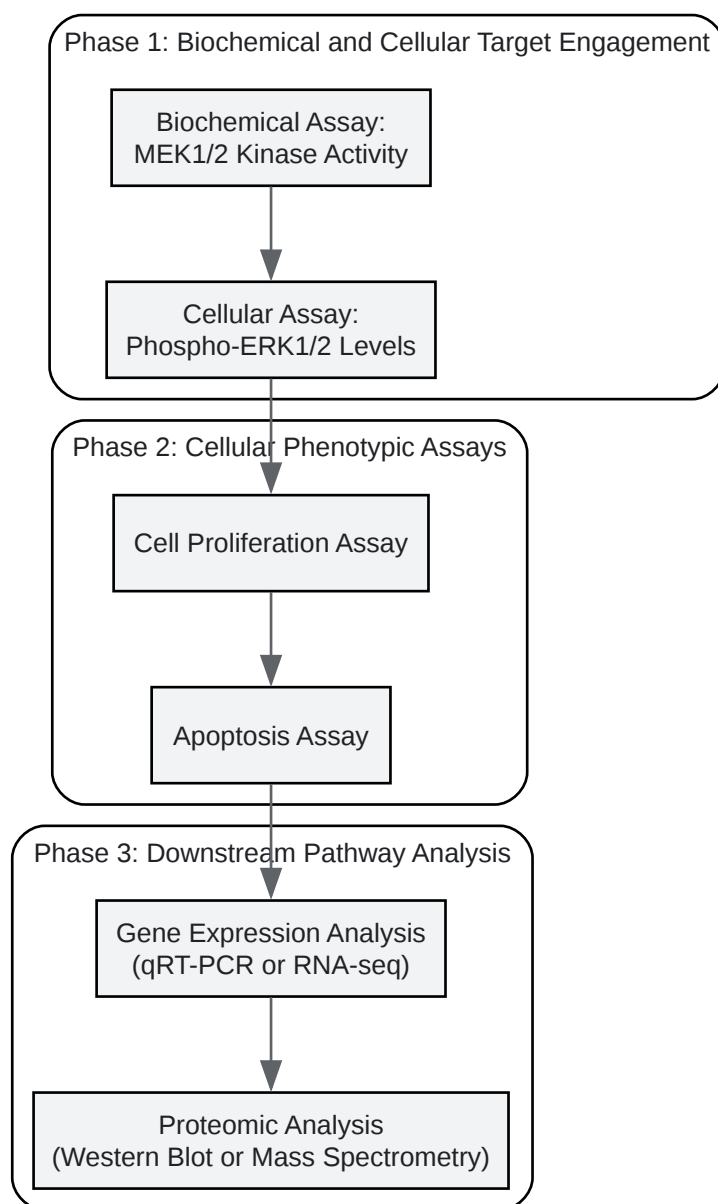 Phase 1: Biochemical and Cellular Target Engagement
Biochemical Assay:
MEK1/2 Kinase Activity
Cellular Assay:
Phospho-ERK1/2 Levels
Phase 2: Cellular Phenotypic Assays
Cell Proliferation Assay
Apoptosis Assay
Phase 3: Downstream Pathway Analysis
Gene Expression Analysis
(qRT-PCR or RNA-seq)
Proteomic Analysis
(Western Blot or Mass Spectrometry)